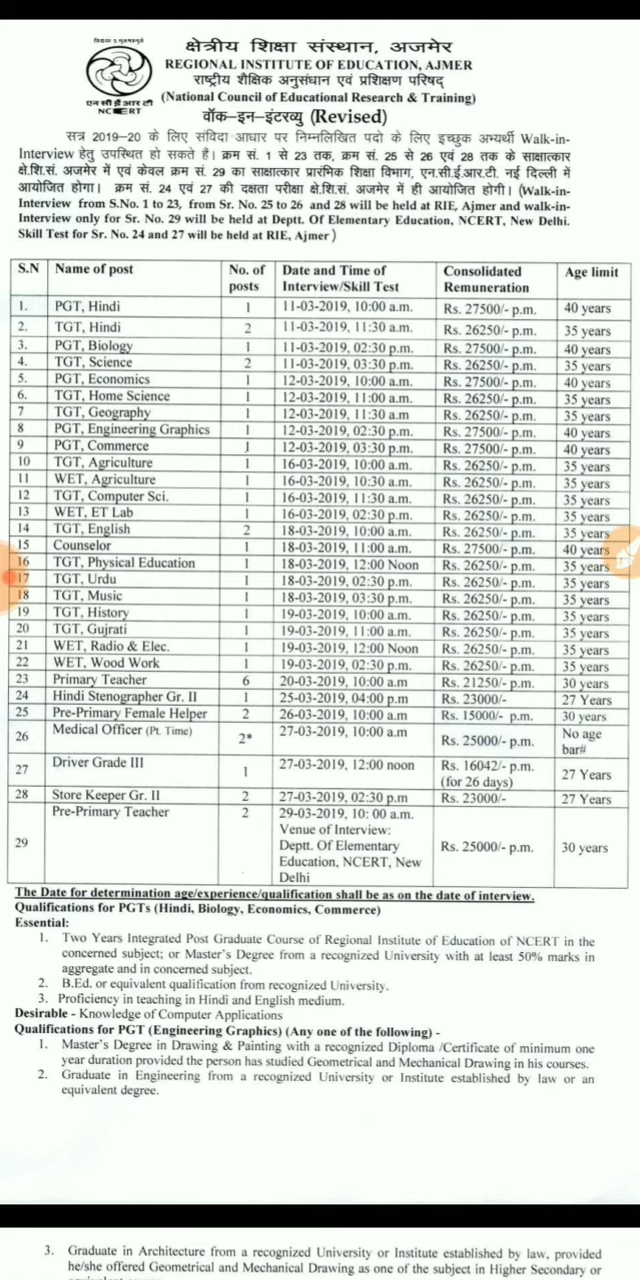 विद्यया ऽ मृतमश्नुते
एन सी ई आर टी
NCERT
क्षेत्रीय शिक्षा संस्थान, अजमेर
REGIONAL INSTITUTE OF EDUCATION, AJMER
राष्ट्रीय शैक्षिक अनुसंधान एवं प्रशिक्षण परिषद्
(National Council of Educational Research & Training)
वॉक-इन-इंटरव्यु (Revised)
सत्र 2019-20 के लिए संविदा आधार पर निम्नलिखित पदो के लिए इच्छुक अभ्यर्थी Walk-in-
Interview हेतु उपस्थित हो सकते है। क्रम सं. 1 से 23 तक, क्रम सं. 25 से 26 एवं 28 तक के साक्षात्कार
क्षे.शि.सं. अजमेर में एवं केवल क्रम सं. 29 का साक्षात्कार प्रारंभिक शिक्षा विभाग, एन.सी.ई.आर.टी. नई दिल्ली में
आयोजित होगा। क्रम सं. 24 एवं 27 की दक्षता परीक्षा क्षे.शि.सं. अजमेर में ही आयोजित होगी। (Walk-in-
Interview from S.No. 1 to 23, from Sr. No. 25 to 26 and 28 will be held at RIE, Ajmer and walk-in-
Interview only for Sr. No. 29 will be held at Deptt. Of Elementary Education, NCERT, New Delhi.
Skill Test for Sr. No. 24 and 27 will be held at RIE, Ajmer)
S.N Name of post No. of posts Date and Time of Interview/Skill Test Consolidated Remuneration Age limit
1. PGT, Hindi 1 11-03-2019, 10:00 a.m. Rs. 27500/- p.m. 40 years
2. TGT, Hindi 2 11-03-2019, 11:30 a.m. Rs. 26250/- p.m. 35 years
3. PGT, Biology 1 11-03-2019, 02:30 p.m. Rs. 27500/- p.m. 40 years
4. TGT, Science 2 11-03-2019, 03:30 p.m. Rs. 26250/- p.m. 35 years
5. PGT, Economics 1 12-03-2019, 10:00 a.m. Rs. 27500/- p.m. 40 years
6. TGT, Home Science 1 12-03-2019, 11:00 a.m. Rs. 26250/- p.m. 35 years
7 TGT, Geography 1 12-03-2019, 11:30 a.m Rs. 26250/- p.m. 35 years
8 PGT, Engineering Graphics 1 12-03-2019, 02:30 p.m. Rs. 27500/- p.m. 40 years
9 PGT, Commerce 1 12-03-2019, 03:30 p.m. Rs. 27500/- p.m. 40 years
10 TGT, Agriculture 1 16-03-2019, 10:00 a.m. Rs. 26250/- p.m. 35 years
11 WET, Agriculture 1 16-03-2019, 10:30 a.m. Rs. 26250/- p.m. 35 years
12 TGT, Computer Sci. 1 16-03-2019, 11:30 a.m. Rs. 26250/- p.m. 35 years
13 WET, ET Lab 1 16-03-2019, 02:30 p.m. Rs. 26250/- p.m. 35 years
14 TGT, English 2 18-03-2019, 10:00 a.m. Rs. 26250/- p.m. 35 years
15 Counselor 1 18-03-2019, 11:00 a.m. Rs. 27500/- p.m. 40 years
16 TGT, Physical Education 1 18-03-2019, 12:00 Noon Rs. 26250/- p.m. 35 years
17 TGT, Urdu 1 18-03-2019, 02:30 p.m. Rs. 26250/- p.m. 35 years
18 TGT, Music 1 18-03-2019, 03:30 p.m. Rs. 26250/- p.m. 35 years
19 TGT, History 1 19-03-2019, 10:00 a.m. Rs. 26250/- p.m. 35 years
20 TGT, Gujrati 1 19-03-2019, 11:00 a.m. Rs. 26250/- p.m. 35 years
21 WET, Radio & Elec. 1 19-03-2019, 12:00 Noon Rs. 26250/- p.m. 35 years
22 WET, Wood Work 1 19-03-2019, 02:30 p.m. Rs. 26250/- p.m. 35 years
23 Primary Teacher 6 20-03-2019, 10:00 a.m Rs. 21250/- p.m. 30 years
24 Hindi Stenographer Gr. II 1 25-03-2019, 04:00 p.m Rs. 23000/- 27 Years
25 Pre-Primary Female Helper 2 26-03-2019, 10:00 a.m Rs. 15000/- p.m. 30 years
26 Medical Officer (Pt. Time) 2* 27-03-2019, 10:00 a.m Rs. 25000/- p.m. No age bar#
27 Driver Grade III 1 27-03-2019, 12:00 noon Rs. 16042/- p.m. (for 26 days) 27 Years
28 Store Keeper Gr. II 2 27-03-2019, 02:30 p.m Rs. 23000/- 27 Years
29 Pre-Primary Teacher 2 29-03-2019, 10: 00 a.m. Venue of Interview: Deptt. Of Elementary Education, NCERT, New Delhi Rs. 25000/- p.m. 30 years
The Date for determination age/experience/qualification shall be as on the date of interview.
Qualifications for PGTs (Hindi, Biology, Economics, Commerce)
Essential:
1. Two Years Integrated Post Graduate Course of Regional Institute of Education of NCERT in the
concerned subject; or Master's Degree from a recognized University with at least 50% marks in
aggregate and in concerned subject.
2. B.Ed. or equivalent qualification from recognized University.
3. Proficiency in teaching in Hindi and English medium.
Desirable - Knowledge of Computer Applications
Qualifications for PGT (Engineering Graphics) (Any one of the following) -
1. Master's Degree in Drawing & Painting with a recognized Diploma /Certificate of minimum one
year duration provided the person has studied Geometrical and Mechanical Drawing in his courses.
2. Graduate in Engineering from a recognized University or Institute established by law or an
equivalent degree.
3. Graduate in Architecture from a recognized University or Institute established by law, provided
he/she offered Geometrical and Mechanical Drawing as one of the subject in Higher Secondary or